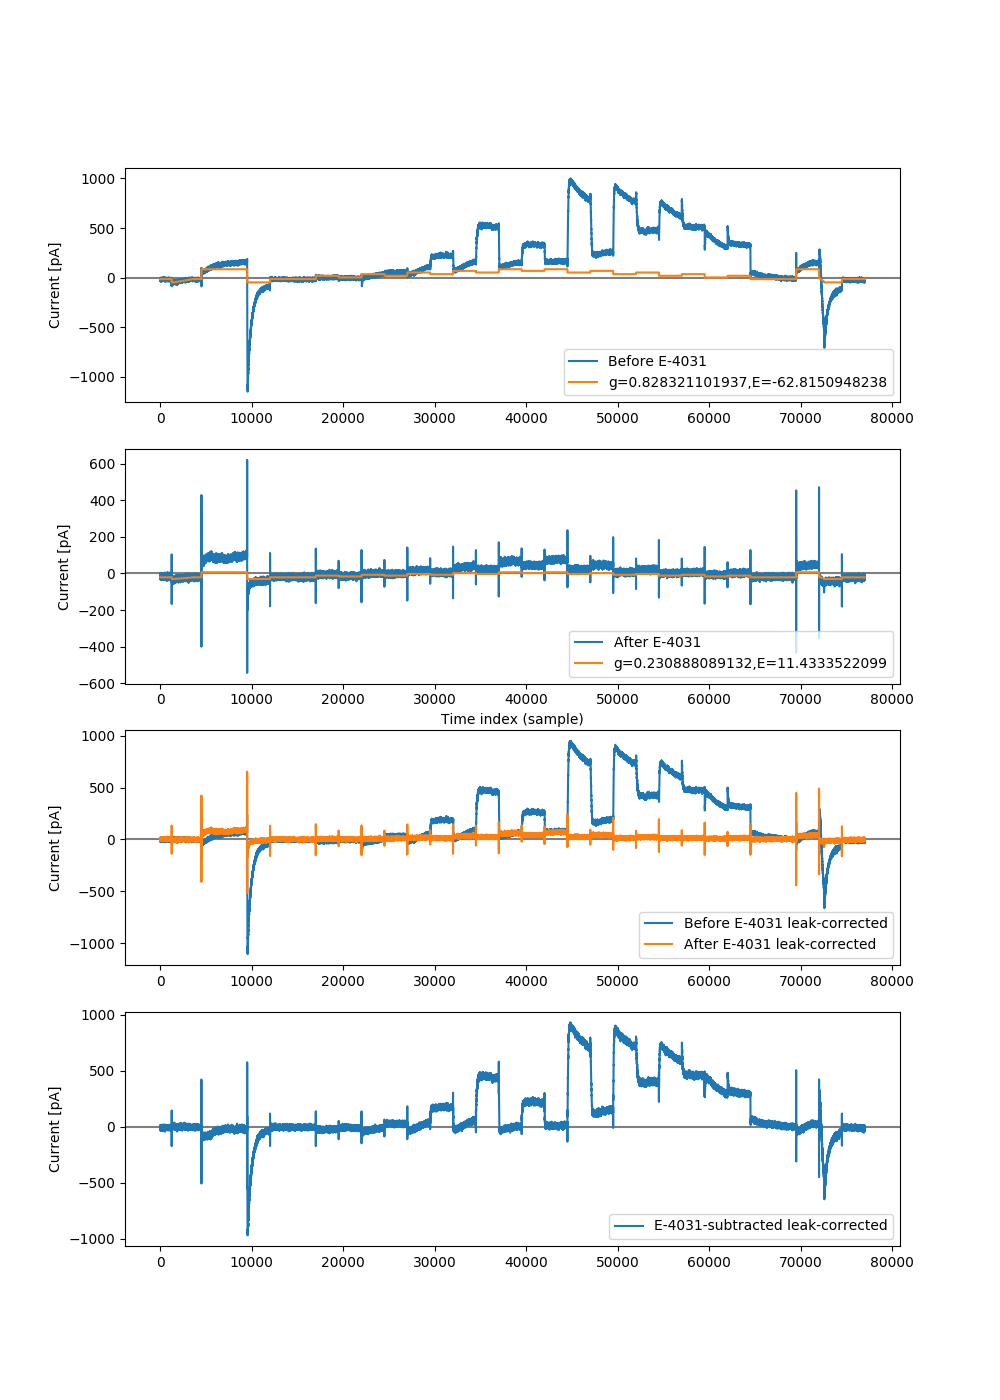 1000
500
0
−500
−1000
Current [pA]
Before E-4031
g=0.828321101937,E=-62.8150948238
0 10000 20000 30000 40000 50000 60000 70000 80000
600
400
200
0
−200
−400
−600
Current [pA]
After E-4031
g=0.230888089132,E=11.4333522099
0 10000 20000 30000 40000 50000 60000 70000 80000
Time index (sample)
1000
500
0
−500
−1000
Current [pA]
Before E-4031 leak-corrected
After E-4031 leak-corrected
0 10000 20000 30000 40000 50000 60000 70000 80000
1000
500
0
−500
−1000
Current [pA]
E-4031-subtracted leak-corrected
0 10000 20000 30000 40000 50000 60000 70000 80000